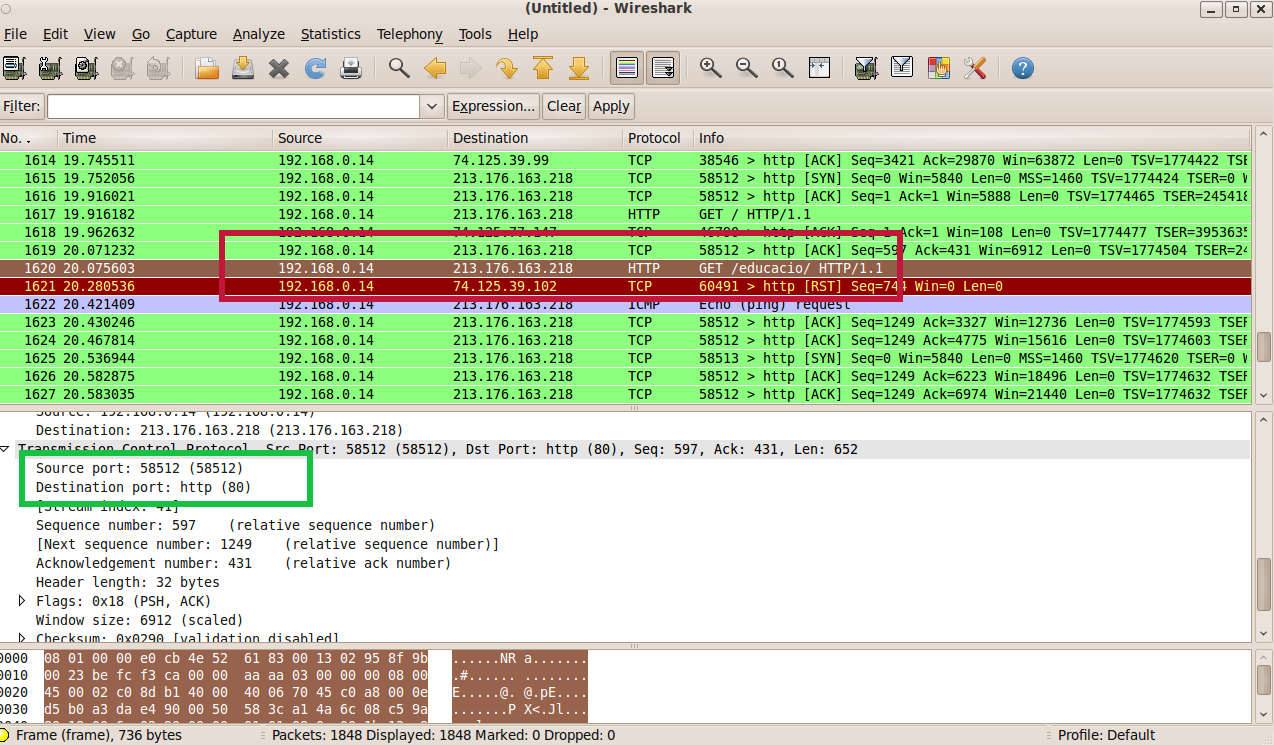 (Untitled) - Wireshark
File Edit View Go Capture Analyze Statistics Telephony Tools Help
Filter: Expression... Clear Apply
No. . Time Source Destination Protocol Info
1614 19.745511 192.168.0.14 74.125.39.99 TCP 38546 > http [ACK] Seq=3421 Ack=29870 Win=63872 Len=0 TSV=1774422 TSE
1615 19.752056 192.168.0.14 213.176.163.218 TCP 58512 > http [SYN] Seq=0 Win=5840 Len=0 MSS=1460 TSV=1774424 TSER=0 W
1616 19.916021 192.168.0.14 213.176.163.218 TCP 58512 > http [ACK] Seq=1 Ack=1 Win=5888 Len=0 TSV=1774465 TSER=245418
1617 19.916182 192.168.0.14 213.176.163.218 HTTP GET / HTTP/1.1
1618 19.962632 192.168.0.14 74.125.77.147 TCP 46700 > http [ACK] Seq=1 Ack=1 Win=108 Len=0 TSV=1774477 TSER=3953635
1619 20.071232 192.168.0.14 213.176.163.218 TCP 58512 > http [ACK] Seq=597 Ack=431 Win=6912 Len=0 TSV=1774504 TSER=24
1620 20.075603 192.168.0.14 213.176.163.218 HTTP GET /educacio/ HTTP/1.1
1621 20.280536 192.168.0.14 74.125.39.102 TCP 60491 > http [RST] Seq=744 Win=0 Len=0
1622 20.421409 192.168.0.14 213.176.163.218 ICMP Echo (ping) request
1623 20.430246 192.168.0.14 213.176.163.218 TCP 58512 > http [ACK] Seq=1249 Ack=3327 Win=12736 Len=0 TSV=1774593 TSER
1624 20.467814 192.168.0.14 213.176.163.218 TCP 58512 > http [ACK] Seq=1249 Ack=4775 Win=15616 Len=0 TSV=1774603 TSER
1625 20.536944 192.168.0.14 213.176.163.218 TCP 58513 > http [SYN] Seq=0 Win=5840 Len=0 MSS=1460 TSV=1774620 TSER=0 W
1626 20.582875 192.168.0.14 213.176.163.218 TCP 58512 > http [ACK] Seq=1249 Ack=6223 Win=18496 Len=0 TSV=1774632 TSER
1627 20.583035 192.168.0.14 213.176.163.218 TCP 58512 > http [ACK] Seq=1249 Ack=6974 Win=21440 Len=0 TSV=1774632 TSER
Source: 192.168.0.14 (192.168.0.14)
Destination: 213.176.163.218 (213.176.163.218)
Transmission Control Protocol, Src Port: 58512 (58512), Dst Port: http (80), Seq: 597, Ack: 431, Len: 652
Source port: 58512 (58512)
Destination port: http (80)
[Stream index: 41]
Sequence number: 597 (relative sequence number)
[Next sequence number: 1249 (relative sequence number)]
Acknowledgement number: 431 (relative ack number)
Header length: 32 bytes
Flags: 0x18 (PSH, ACK)
Window size: 6912 (scaled)
Checksum: 0x0290 [validation disabled]
0000 08 01 00 00 e0 cb 4e 52 61 83 00 13 02 95 8f 9b ......NR a.......
0010 00 23 be fc f3 ca 00 00 aa aa 03 00 00 00 08 00 .#...... ........
0020 45 00 02 c0 8d b1 40 00 40 06 70 45 c0 a8 00 0e E.....@. @.pE....
0030 d5 b0 a3 da e4 90 00 50 58 3c a1 4a 6c 08 c5 9a .......P X<.Jl...
Frame (frame), 736 bytes Packets: 1848 Displayed: 1848 Marked: 0 Dropped: 0 Profile: Default